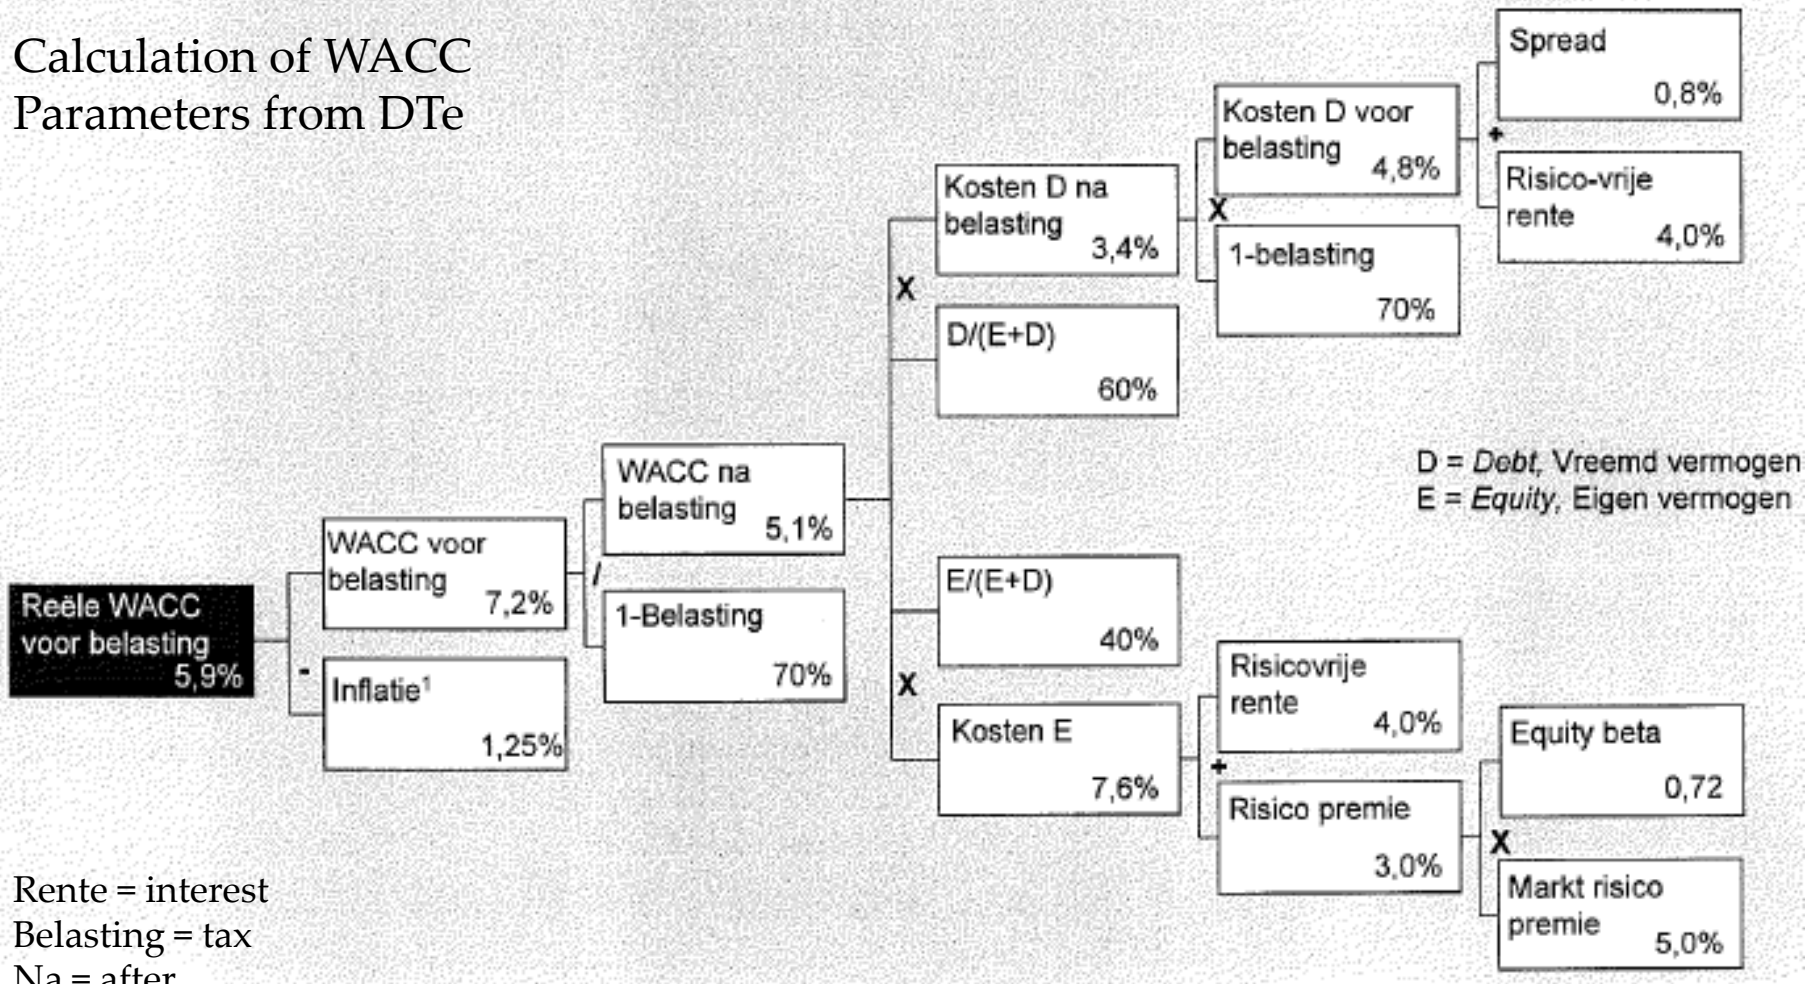 Calculation of WACC
Parameters from DTe
Spread
0,8%
+
Risico-vrije
rente
4,0%
Kosten D voor
belasting
4,8%
X
1-belasting
70%
Kosten D na
belasting
3,4%
X
D/(E+D)
60%
D = Debt, Vreemd vermogen
E = Equity, Eigen vermogen
WACC na
belasting
5,1%
/
1-Belasting
70%
WACC voor
belasting
7,2%
-
Inflatie¹
1,25%
Reële WACC
voor belasting
5,9%
E/(E+D)
40%
X
Kosten E
7,6%
Risicovrije
rente
4,0%
+
Risico premie
3,0%
Equity beta
0,72
X
Markt risico
premie
5,0%
Rente = interest
Belasting = tax
Na = after